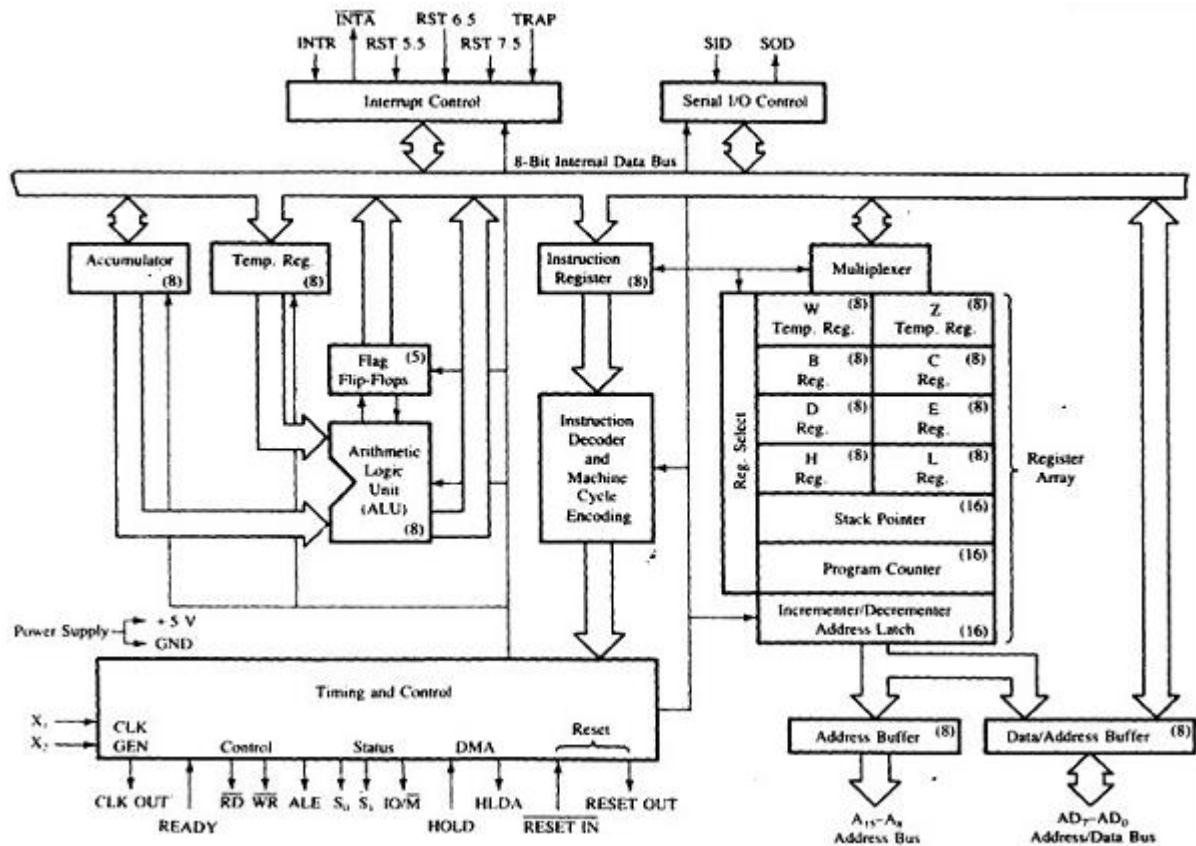 INTR
INTA
RST 5.5
RST 6 5
RST 7 5
TRAP
SID
SOD
Interrupt Control
Serial I/O Control
8-Bit Internal Data Bus
Accumulator
(8)
Temp. Reg.
(8)
Instruction
Register
(8)
Multiplexer
Flag
Flip-Flops
(5)
Arithmetic
Logic
Unit
(ALU)
(8)
Instruction
Decoder
and
Machine
Cycle
Encoding
Reg. Select
W (8)
Temp. Reg.
Z (8)
Temp. Reg.
B (8)
Reg.
C (8)
Reg.
D (8)
Reg.
E (8)
Reg.
H (8)
Reg.
L (8)
Reg.
(16)
Stack Pointer
(16)
Program Counter
Incrementer/Decrementer
Address Latch (16)
Register
Array
Power Supply
+5 V
GND
Timing and Control
X₁
X₂
CLK
GEN
Control
Status
DMA
Reset
CLK OUT
READY
RD
WR
ALE
S₀
S₁
IO/M
HOLD
HLDA
RESET IN
RESET OUT
Address Buffer (8)
Data/Address Buffer (8)
A₁₅–A₈
Address Bus
AD₇–AD₀
Address/Data Bus